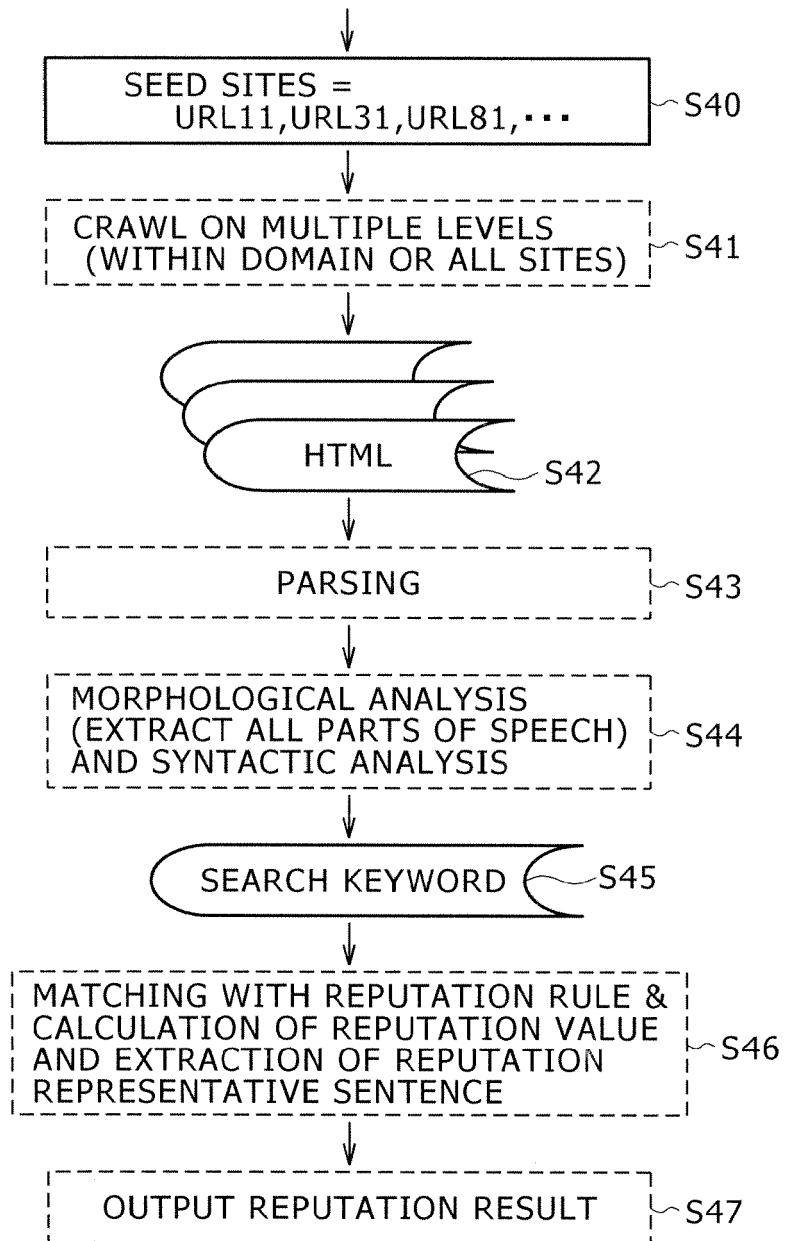 SEED SITES =
URL11,URL31,URL81,･･･
S40
CRAWL ON MULTIPLE LEVELS
(WITHIN DOMAIN OR ALL SITES)
S41
HTML
S42
PARSING
S43
MORPHOLOGICAL ANALYSIS
(EXTRACT ALL PARTS OF SPEECH)
AND SYNTACTIC ANALYSIS
S44
SEARCH KEYWORD
S45
MATCHING WITH REPUTATION RULE &
CALCULATION OF REPUTATION VALUE
AND EXTRACTION OF REPUTATION
REPRESENTATIVE SENTENCE
S46
OUTPUT REPUTATION RESULT
S47